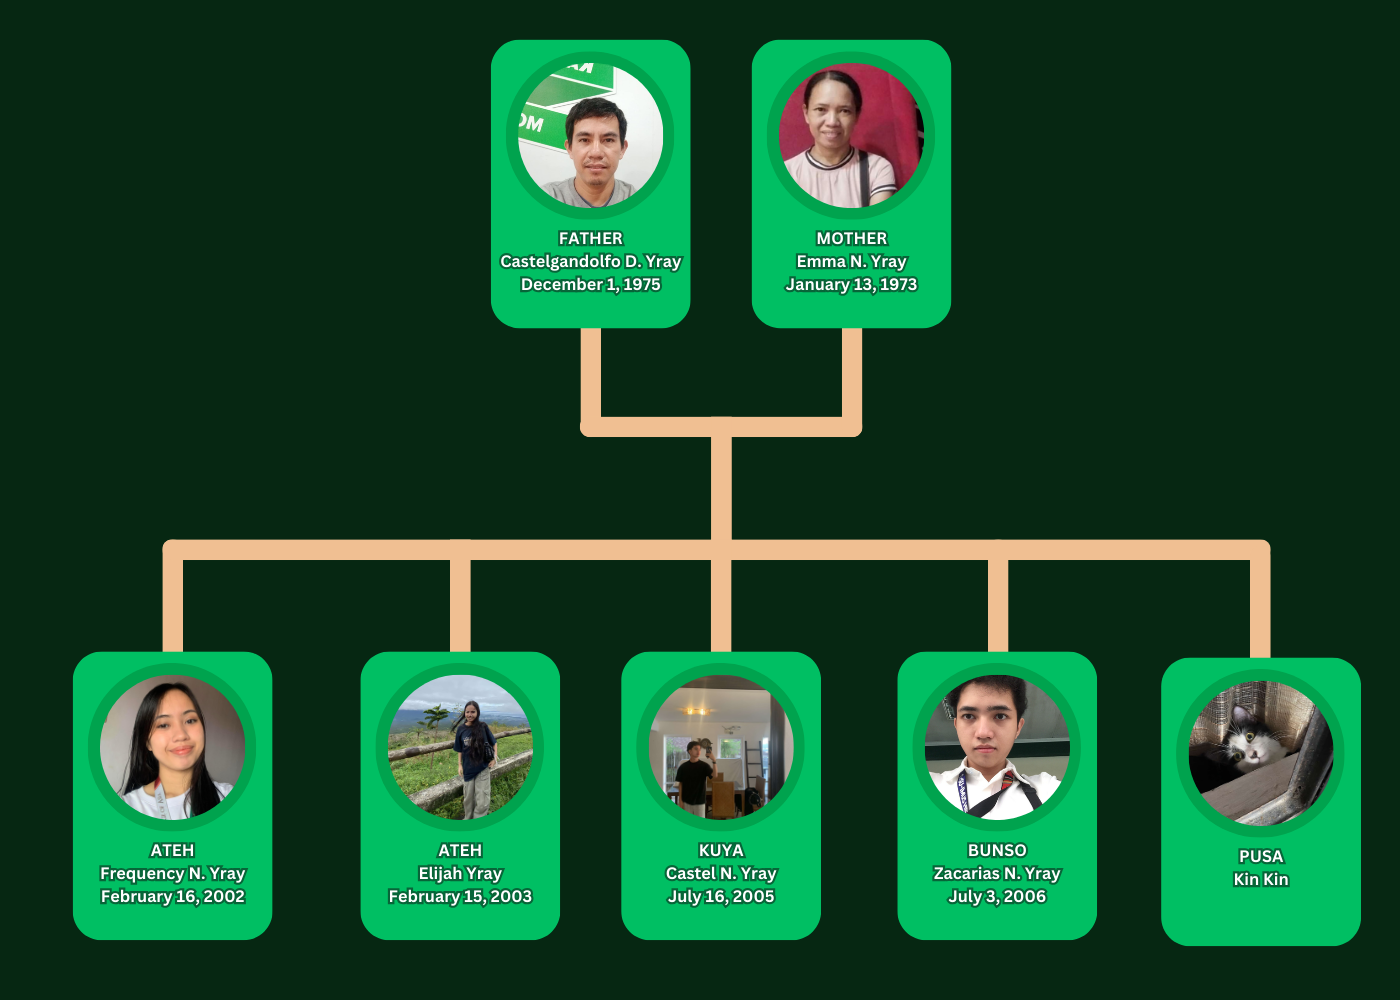 FATHER
Castelgandolfo D. Yray
December 1, 1975
MOTHER
Emma N. Yray
January 13, 1973
ATEH
Frequency N. Yray
February 16, 2002
ATEH
Elijah Yray
February 15, 2003
KUYA
Castel N. Yray
July 16, 2005
BUNSO
Zacarias N. Yray
July 3, 2006
PUSA
Kin Kin